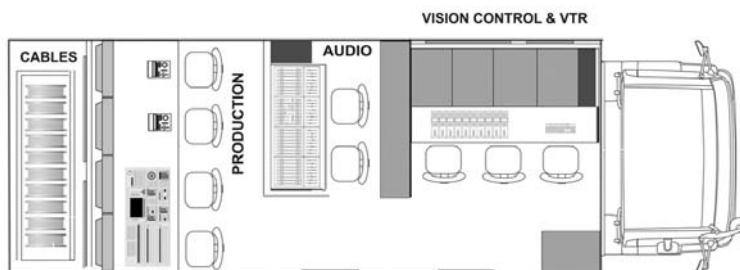 VISION CONTROL & VTR
CABLES
PRODUCTION
AUDIO